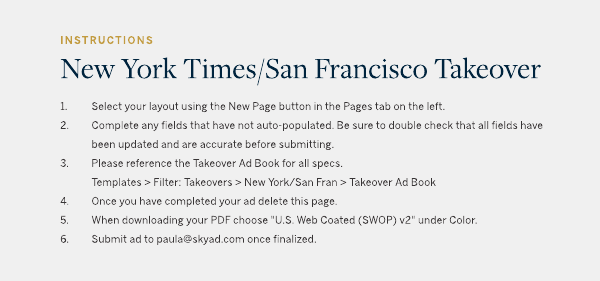 INSTRUCTIONS
New York Times/San Francisco Takeover
1. Select your layout using the New Page button in the Pages tab on the left.
2. Complete any fields that have not auto-populated. Be sure to double check that all fields have
been updated and are accurate before submitting.
3. Please reference the Takeover Ad Book for all specs.
Templates > Filter: Takeovers > New York/San Fran > Takeover Ad Book
4. Once you have completed your ad delete this page.
5. When downloading your PDF choose "U.S. Web Coated (SWOP) v2" under Color.
6. Submit ad to paula@skyad.com once finalized.